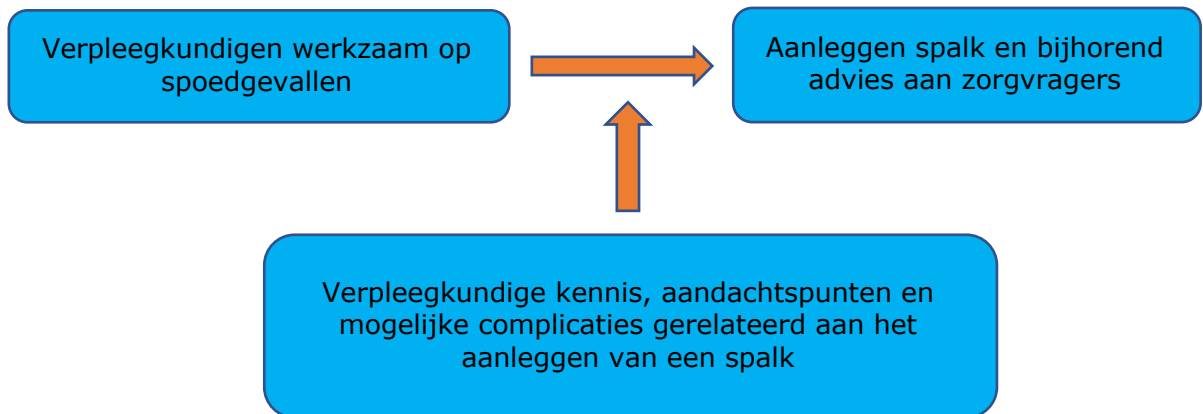 Verpleegkundigen werkzaam op
spoedgevallen
Aanleggen spalk en bijhorend
advies aan zorgvragers
Verpleegkundige kennis, aandachtspunten en
mogelijke complicaties gerelateerd aan het
aanleggen van een spalk